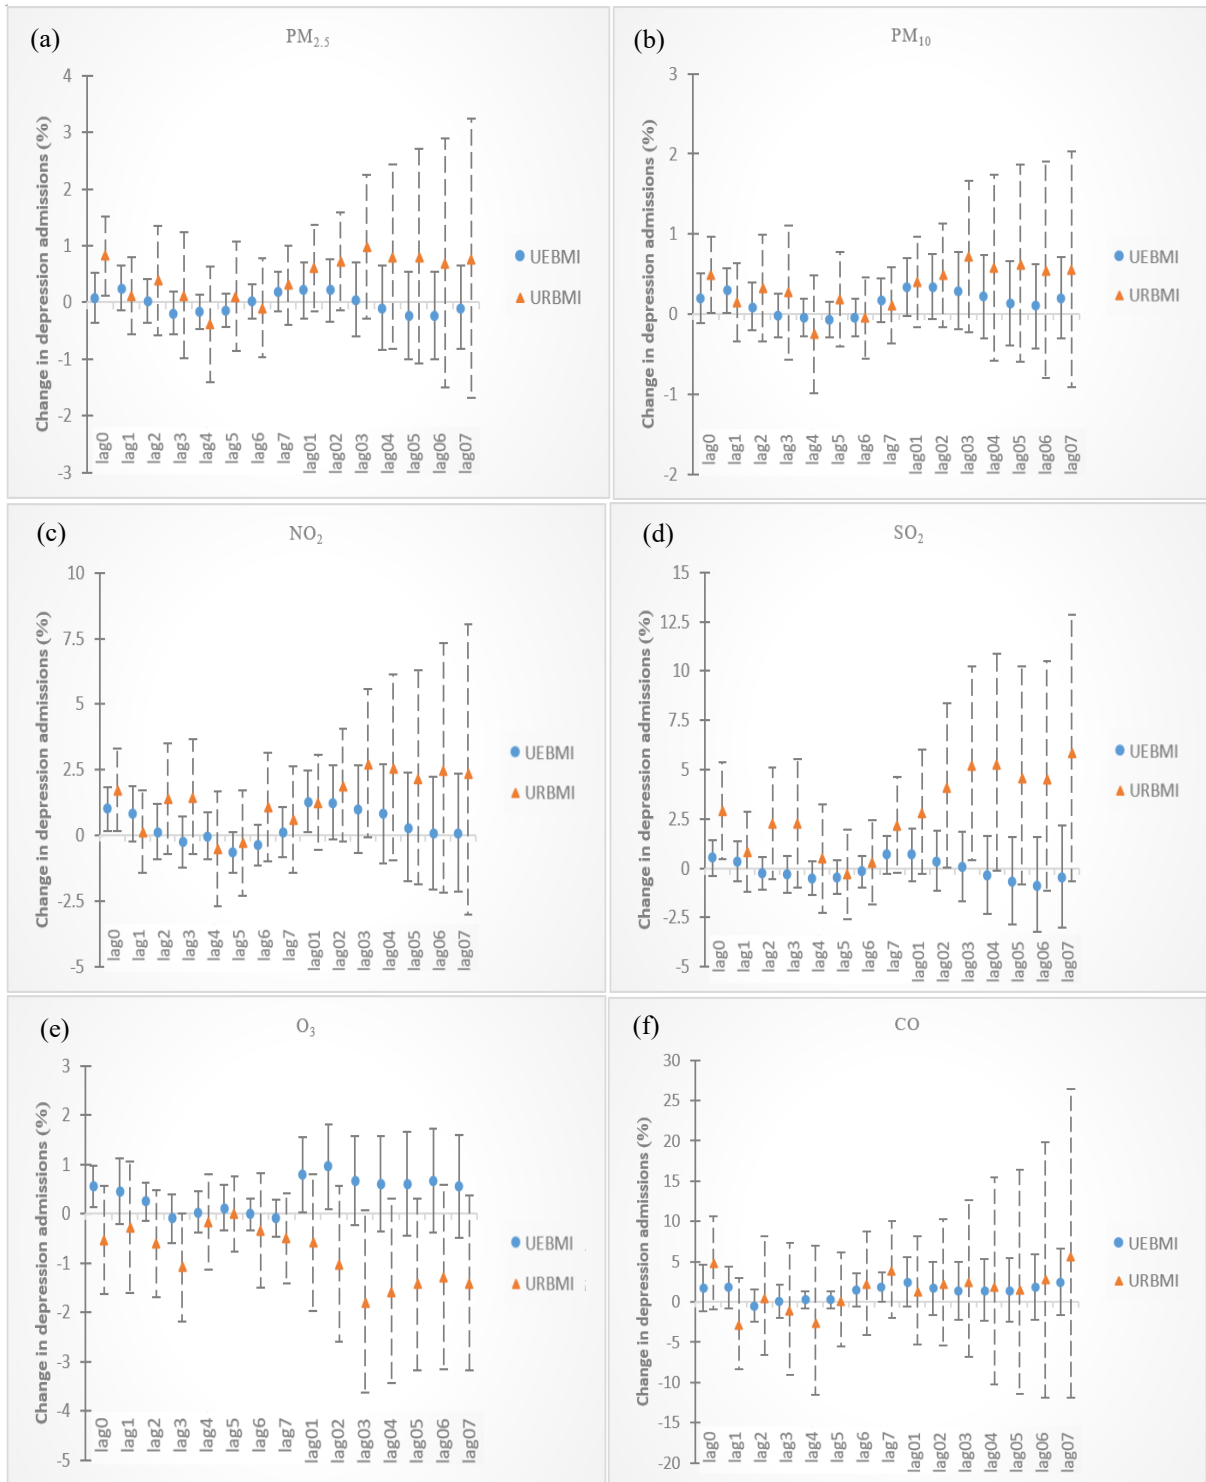 (a)
PM2.5
Change in depression admissions (%)
4
3
2
1
0
-1
-2
-3
lag0 lag1 lag2 lag3 lag4 lag5 lag6 lag7 lag01 lag02 lag03 lag04 lag05 lag06 lag07
UEBMI
URBMI
(b)
PM10
Change in depression admissions (%)
3
2
1
0
-1
-2
lag0 lag1 lag2 lag3 lag4 lag5 lag6 lag7 lag01 lag02 lag03 lag04 lag05 lag06 lag07
UEBMI
URBMI
(c)
NO2
Change in depression admissions (%)
10
7.5
5
2.5
0
-2.5
-5
lag0 lag1 lag2 lag3 lag4 lag5 lag6 lag7 lag01 lag02 lag03 lag04 lag05 lag06 lag07
UEBMI
URBMI
(d)
SO2
Change in depression admissions (%)
15
12.5
10
7.5
5
2.5
0
-2.5
-5
lag0 lag1 lag2 lag3 lag4 lag5 lag6 lag7 lag01 lag02 lag03 lag04 lag05 lag06 lag07
UEBMI
URBMI
(e)
O3
Change in depression admissions (%)
3
2
1
0
-1
-2
-3
-4
-5
lag0 lag1 lag2 lag3 lag4 lag5 lag6 lag7 lag01 lag02 lag03 lag04 lag05 lag06 lag07
UEBMI
URBMI
(f)
CO
Change in depression admissions (%)
30
25
20
15
10
5
0
-5
-10
-15
-20
lag0 lag1 lag2 lag3 lag4 lag5 lag6 lag7 lag01 lag02 lag03 lag04 lag05 lag06 lag07
UEBMI
URBMI